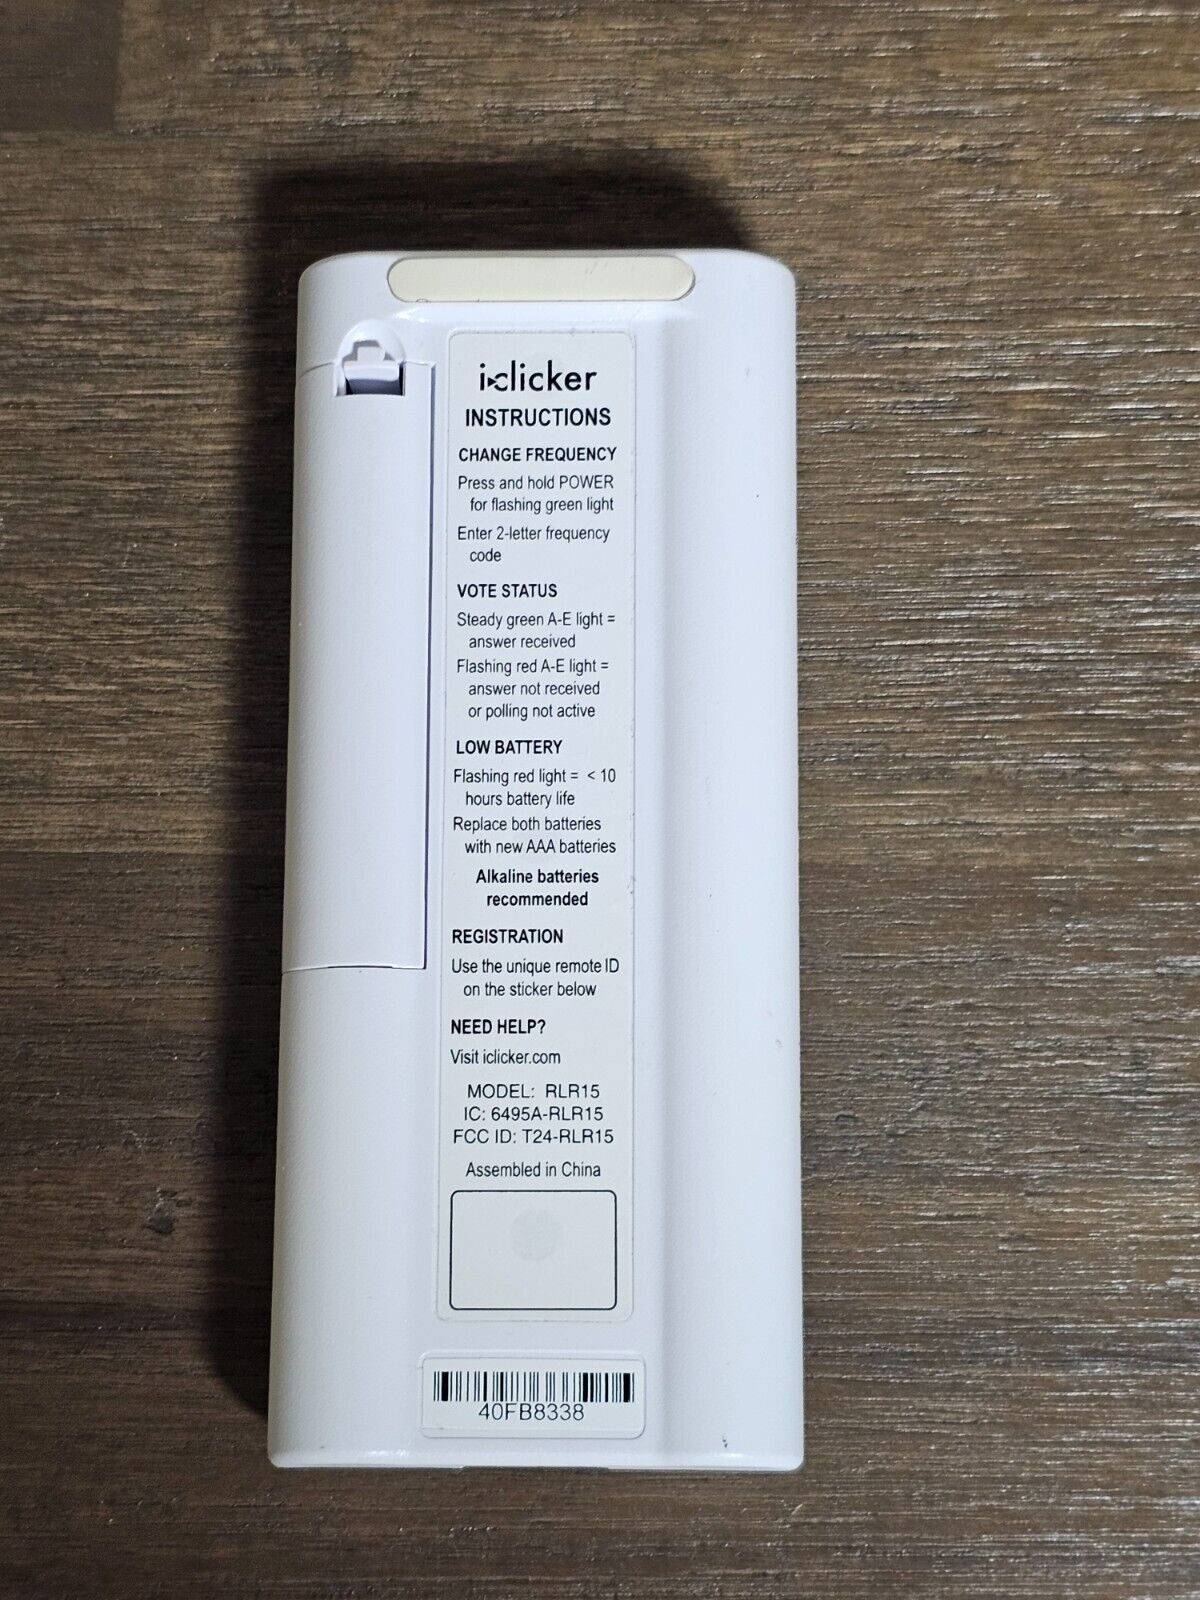 i>clicker
INSTRUCTIONS
CHANGE FREQUENCY
Press and hold POWER
for flashing green light
Enter 2-letter frequency
code
VOTE STATUS
Steady green A-E light =
answer received
Flashing red A-E light =
answer not received
or polling not active
LOW BATTERY
Flashing red light = < 10
hours battery life
Replace both batteries
with new AAA batteries
Alkaline batteries
recommended
REGISTRATION
Use the unique remote ID
on the sticker below
NEED HELP?
Visit iclicker.com
MODEL: RLR15
IC: 6495A-RLR15
FCC ID: T24-RLR15
Assembled in China
40FB8338